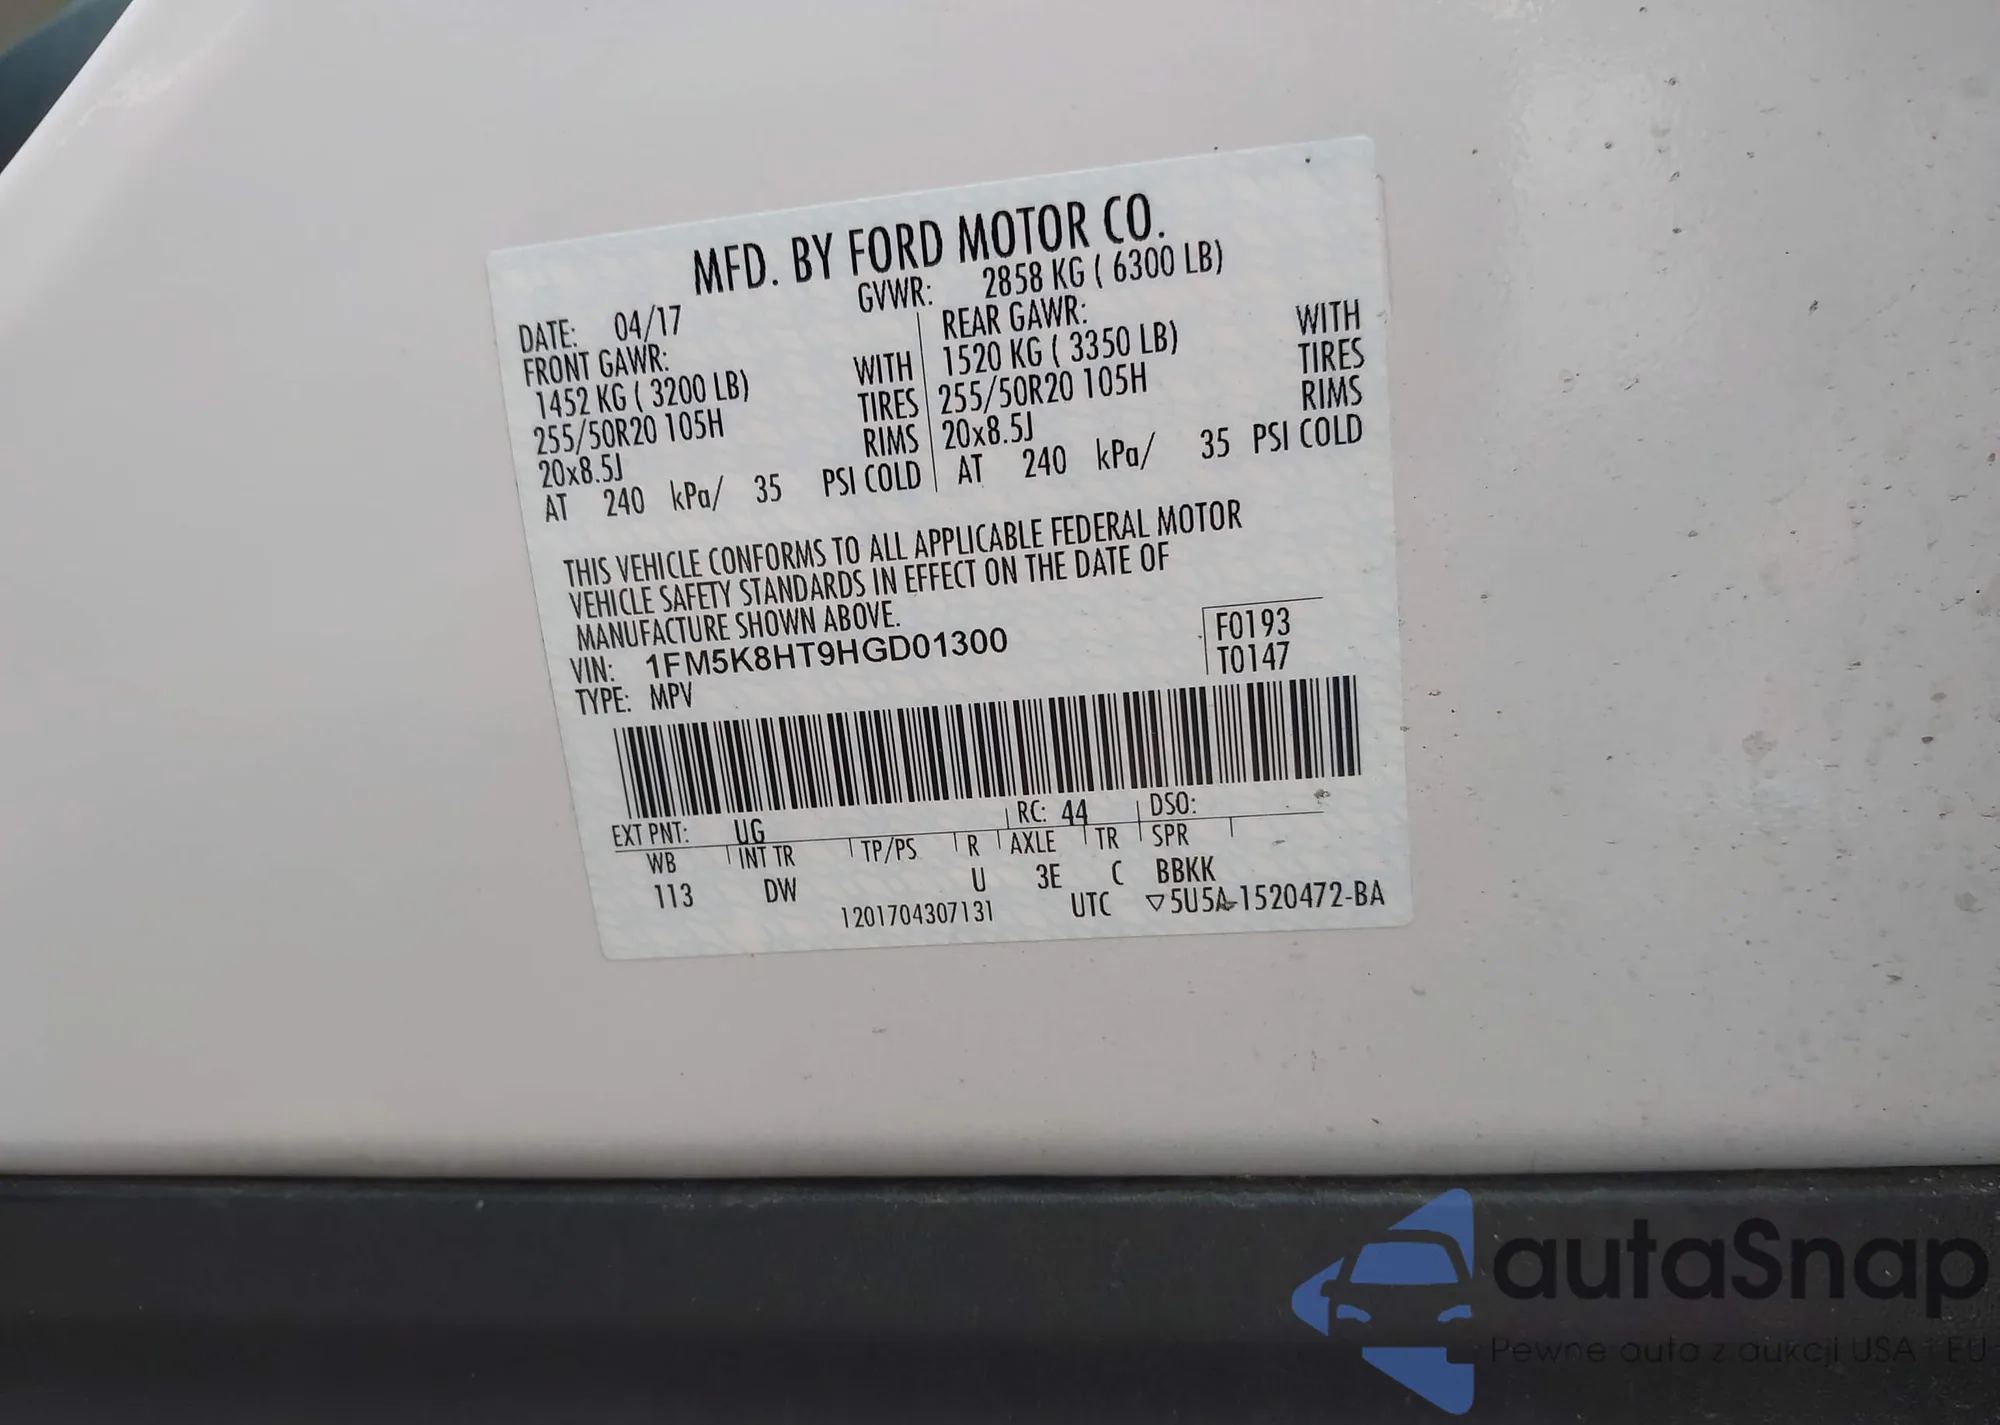 MFD. BY FORD MOTOR CO.
DATE: 04/17 GVWR: 2858 KG ( 6300 LB)
FRONT GAWR: REAR GAWR:
1452 KG ( 3200 LB) WITH 1520 KG ( 3350 LB) WITH
255/50R20 105H TIRES 255/50R20 105H TIRES
20x8.5J RIMS 20x8.5J RIMS
AT 240 kPa/ 35 PSI COLD AT 240 kPa/ 35 PSI COLD
THIS VEHICLE CONFORMS TO ALL APPLICABLE FEDERAL MOTOR
VEHICLE SAFETY STANDARDS IN EFFECT ON THE DATE OF
MANUFACTURE SHOWN ABOVE.
VIN: 1FM5K8HT9HGD01300 F0193
TYPE: MPV T0147
EXT PNT: UG RC: 44 DSO:
WB INT TR TP/PS R AXLE TR SPR
113 DW U 3E C BBKK
1201704307131 UTC ▽5U5A-1520472-BA
autaSnap
Pewne auta z aukcji USA i EU